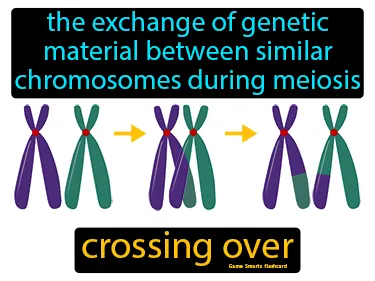 the exchange of genetic
material between similar
chromosomes during meiosis
crossing over
Game Smartz flashcard